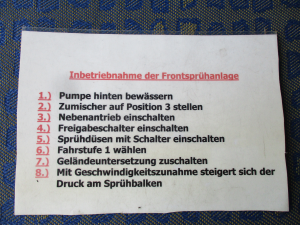 Inbetriebnahme der Frontsprühanlage
1.) Pumpe hinten bewässern
2.) Zumischer auf Position 3 stellen
3.) Nebenantrieb einschalten
4.) Freigabeschalter einschalten
5.) Sprühdüsen mit Schalter einschalten
6.) Fahrstufe 1 wählen
7.) Geländeuntersetzung zuschalten
8.) Mit Geschwindigkeitszunahme steigert sich der
Druck am Sprühbalken